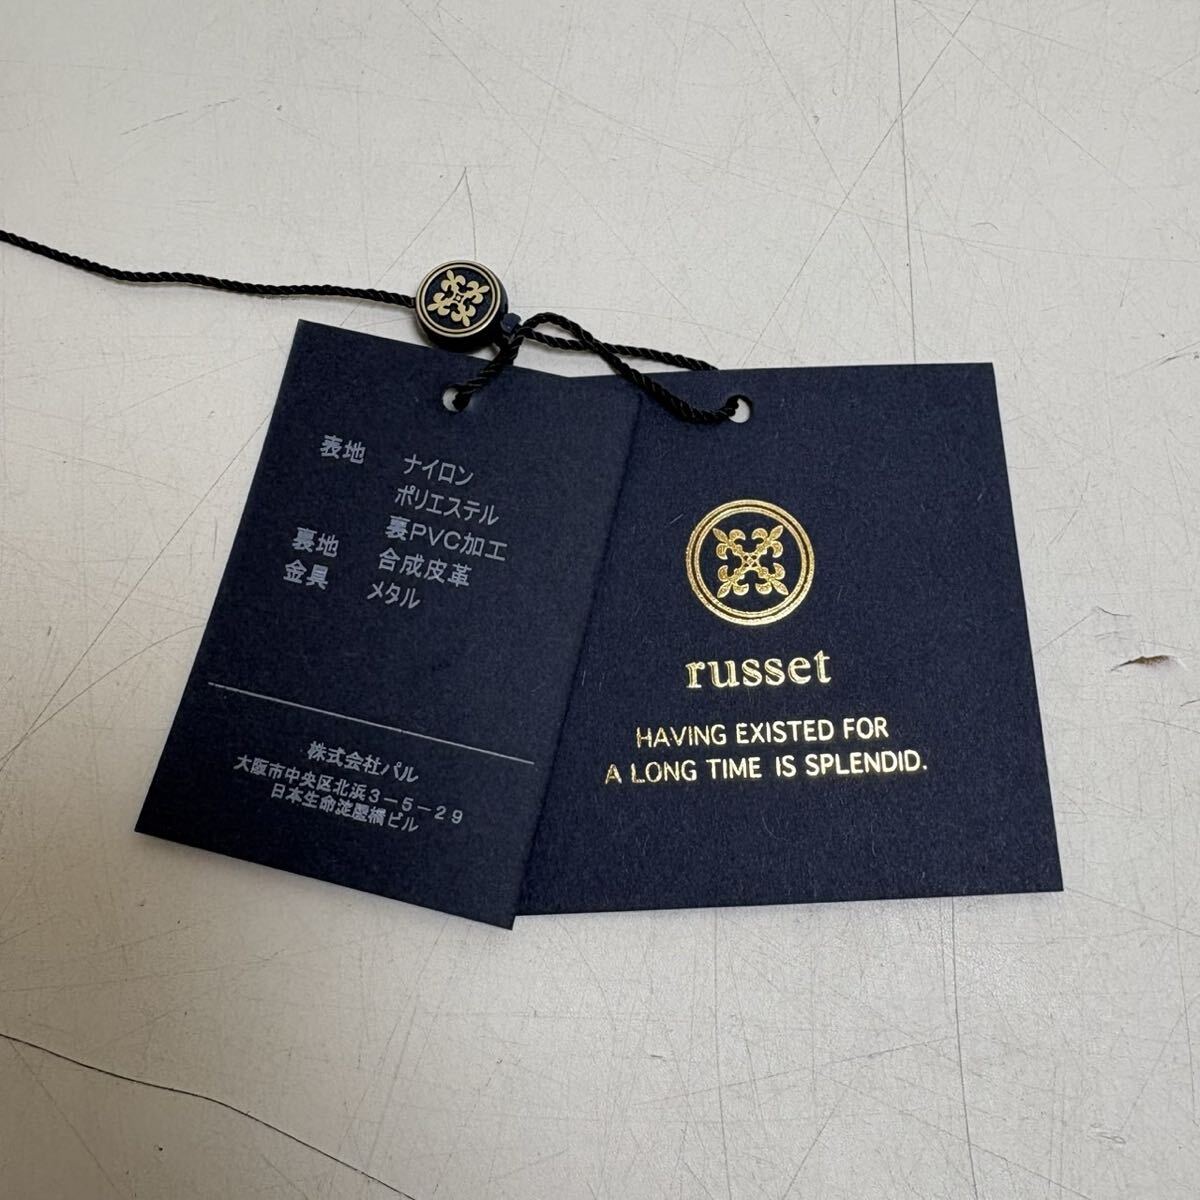 表地 ナイロン
ポリエステル
裏PVC加工
裏地 合成皮革
金具 メタル
株式会社パル
大阪市中央区北浜3-5-29
日本生命淀屋橋ビル
russet
HAVING EXISTED FOR
A LONG TIME IS SPLENDID.